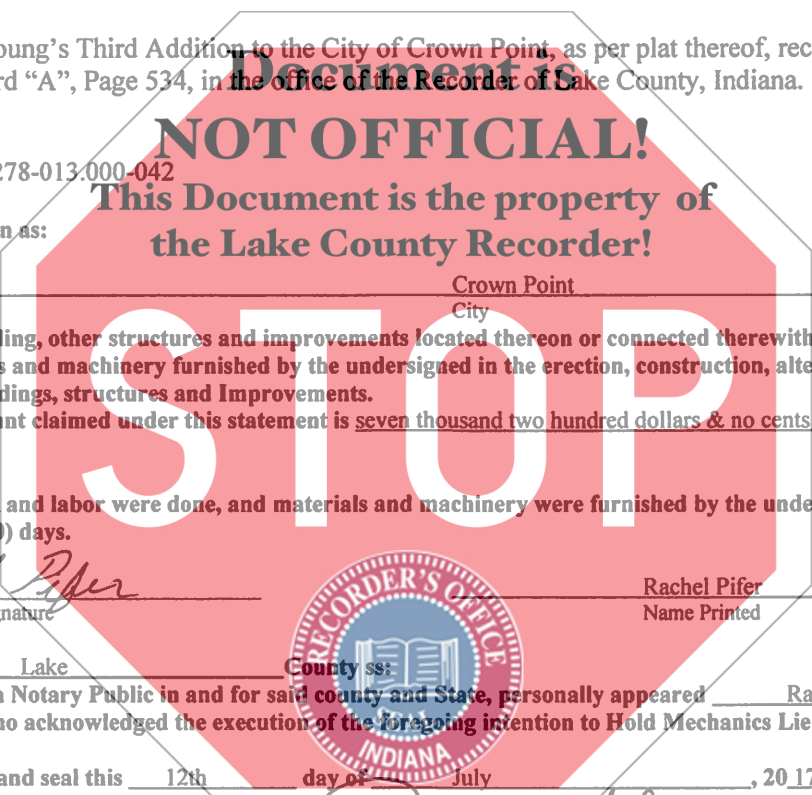 oung's Third Addition to the City of Crown Point, as per plat thereof, rec
Document is
rd "A", Page 534, in the office of the Recorder of Lake County, Indiana.
NOT OFFICIAL!
278-013.000-042
This Document is the property of
n as:
the Lake County Recorder!
Crown Point
City
ding, other structures and improvements located thereon or connected therewith
s and machinery furnished by the undersigned in the erection, construction, alte
dings, structures and Improvements.
nt claimed under this statement is seven thousand two hundred dollars & no cents
STOP
and labor were done, and materials and machinery were furnished by the unde
0) days.
Pifer
Rachel Pifer
nature
Name Printed
RECORDER'S OFFICE
Lake County ss:
a Notary Public in and for said county and State, personally appeared Ra
ho acknowledged the execution of the foregoing intention to Hold Mechanics Lie
INDIANA
and seal this 12th day of July, 20 17